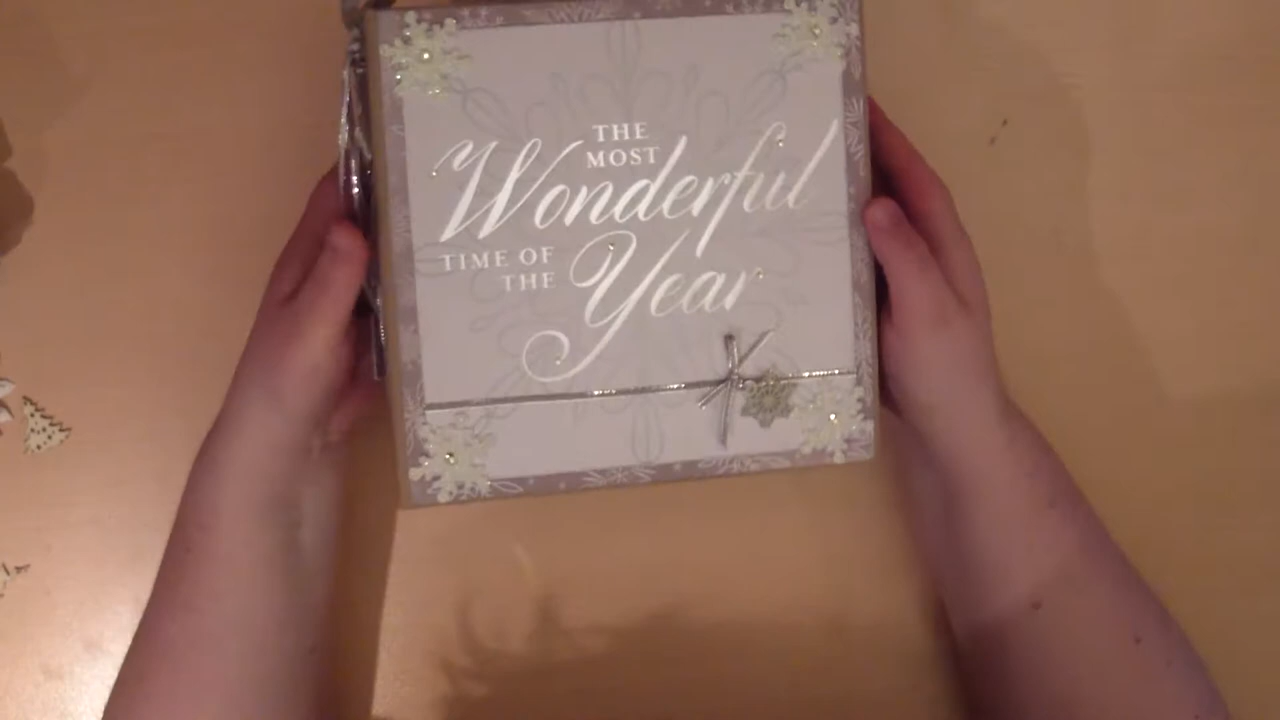 THE
MOST
Wonderful
TIME OF
THE
Year